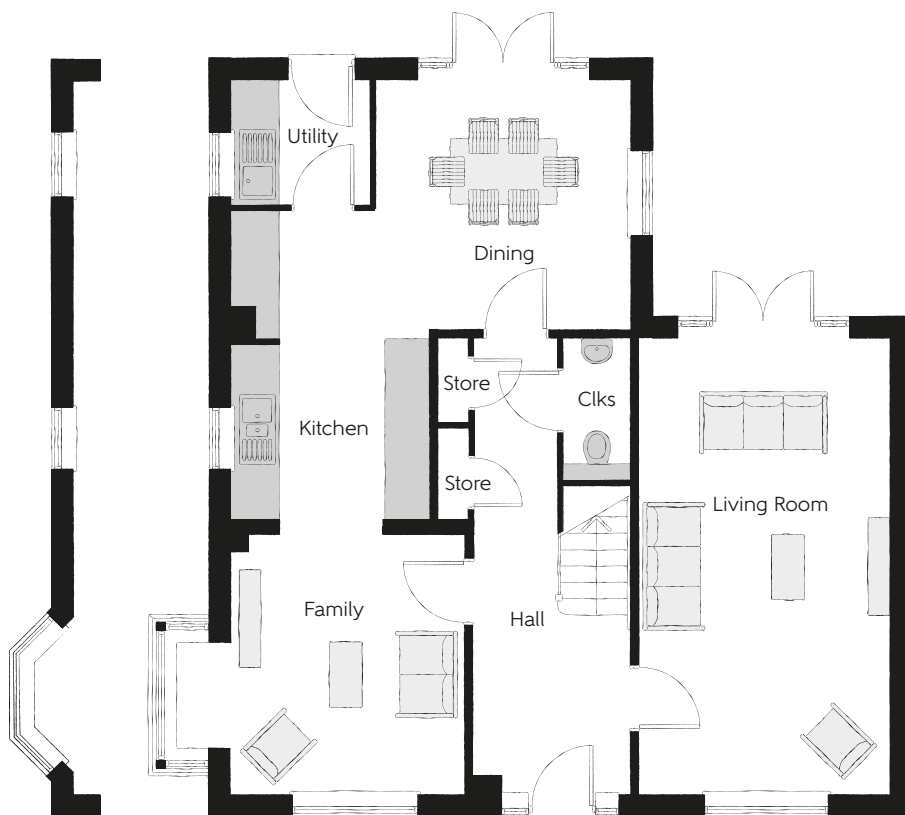 Utility
Dining
Store
Clks
Kitchen
Store
Living Room
Family
Hall